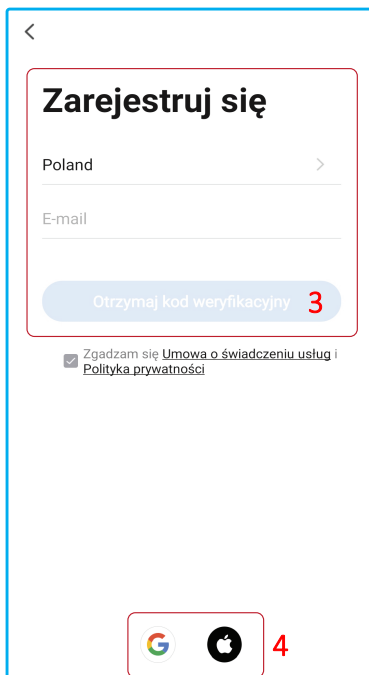 Zarejestruj się
Poland
E-mail
Otrzymaj kod weryfikacyjny 3
Zgadzam się Umowa o świadczeniu usług i
Polityka prywatności
4